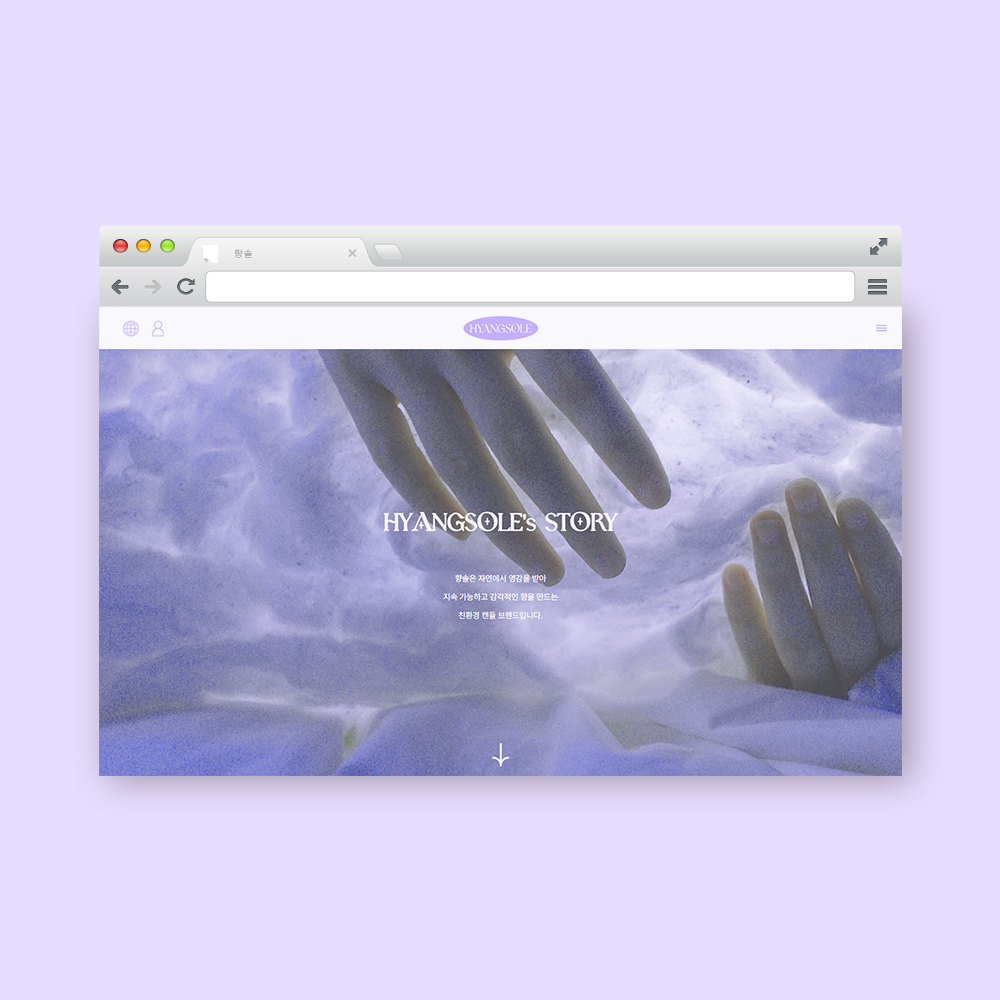 향솔
HYANGSOLE
HYANGSOLE's STORY
향솔은 자연에서 영감을 받아
지속 가능하고 감각적인 향을 만드는
친환경 캔들 브랜드입니다.